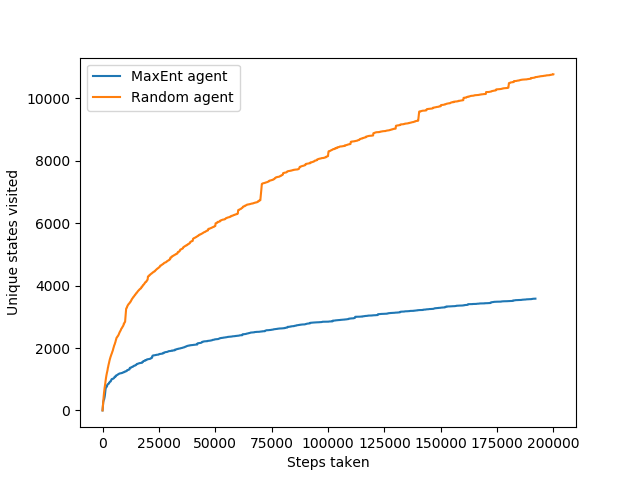 MaxEnt agent
Random agent
Unique states visited
10000
8000
6000
4000
2000
0
0 25000 50000 75000 100000 125000 150000 175000 200000
Steps taken